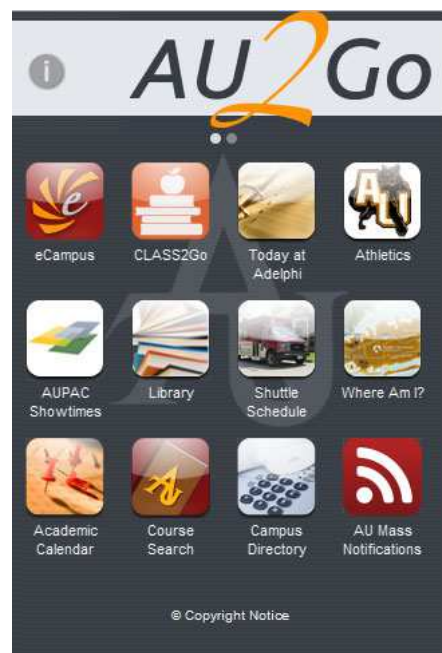 i
AU2Go
eCampus
CLASS2Go
Today at
Adelphi
Athletics
AUPAC
Showtimes
Library
Shuttle
Schedule
Where Am I?
Academic
Calendar
Course
Search
Campus
Directory
AU Mass
Notifications
© Copyright Notice